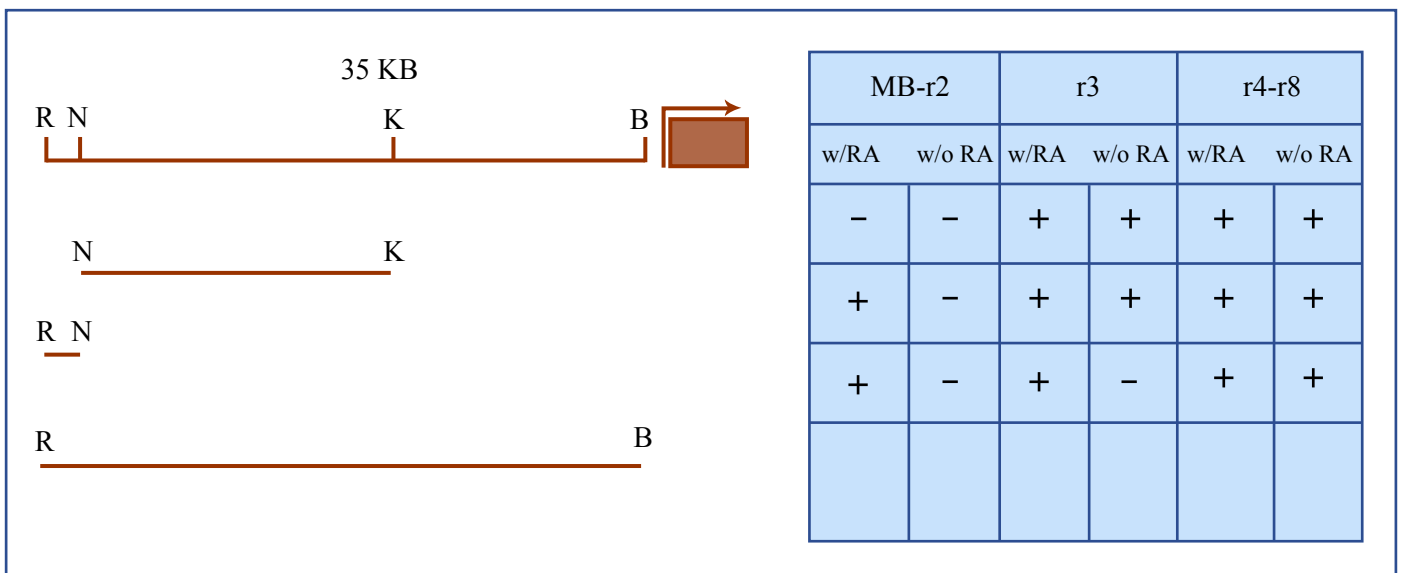 35 KB
R N K B
N K
R N
R B
MB-r2 r3 r4-r8
w/RA w/o RA w/RA w/o RA w/RA w/o RA
− − + + + +
+ − + + + +
+ − + − + +